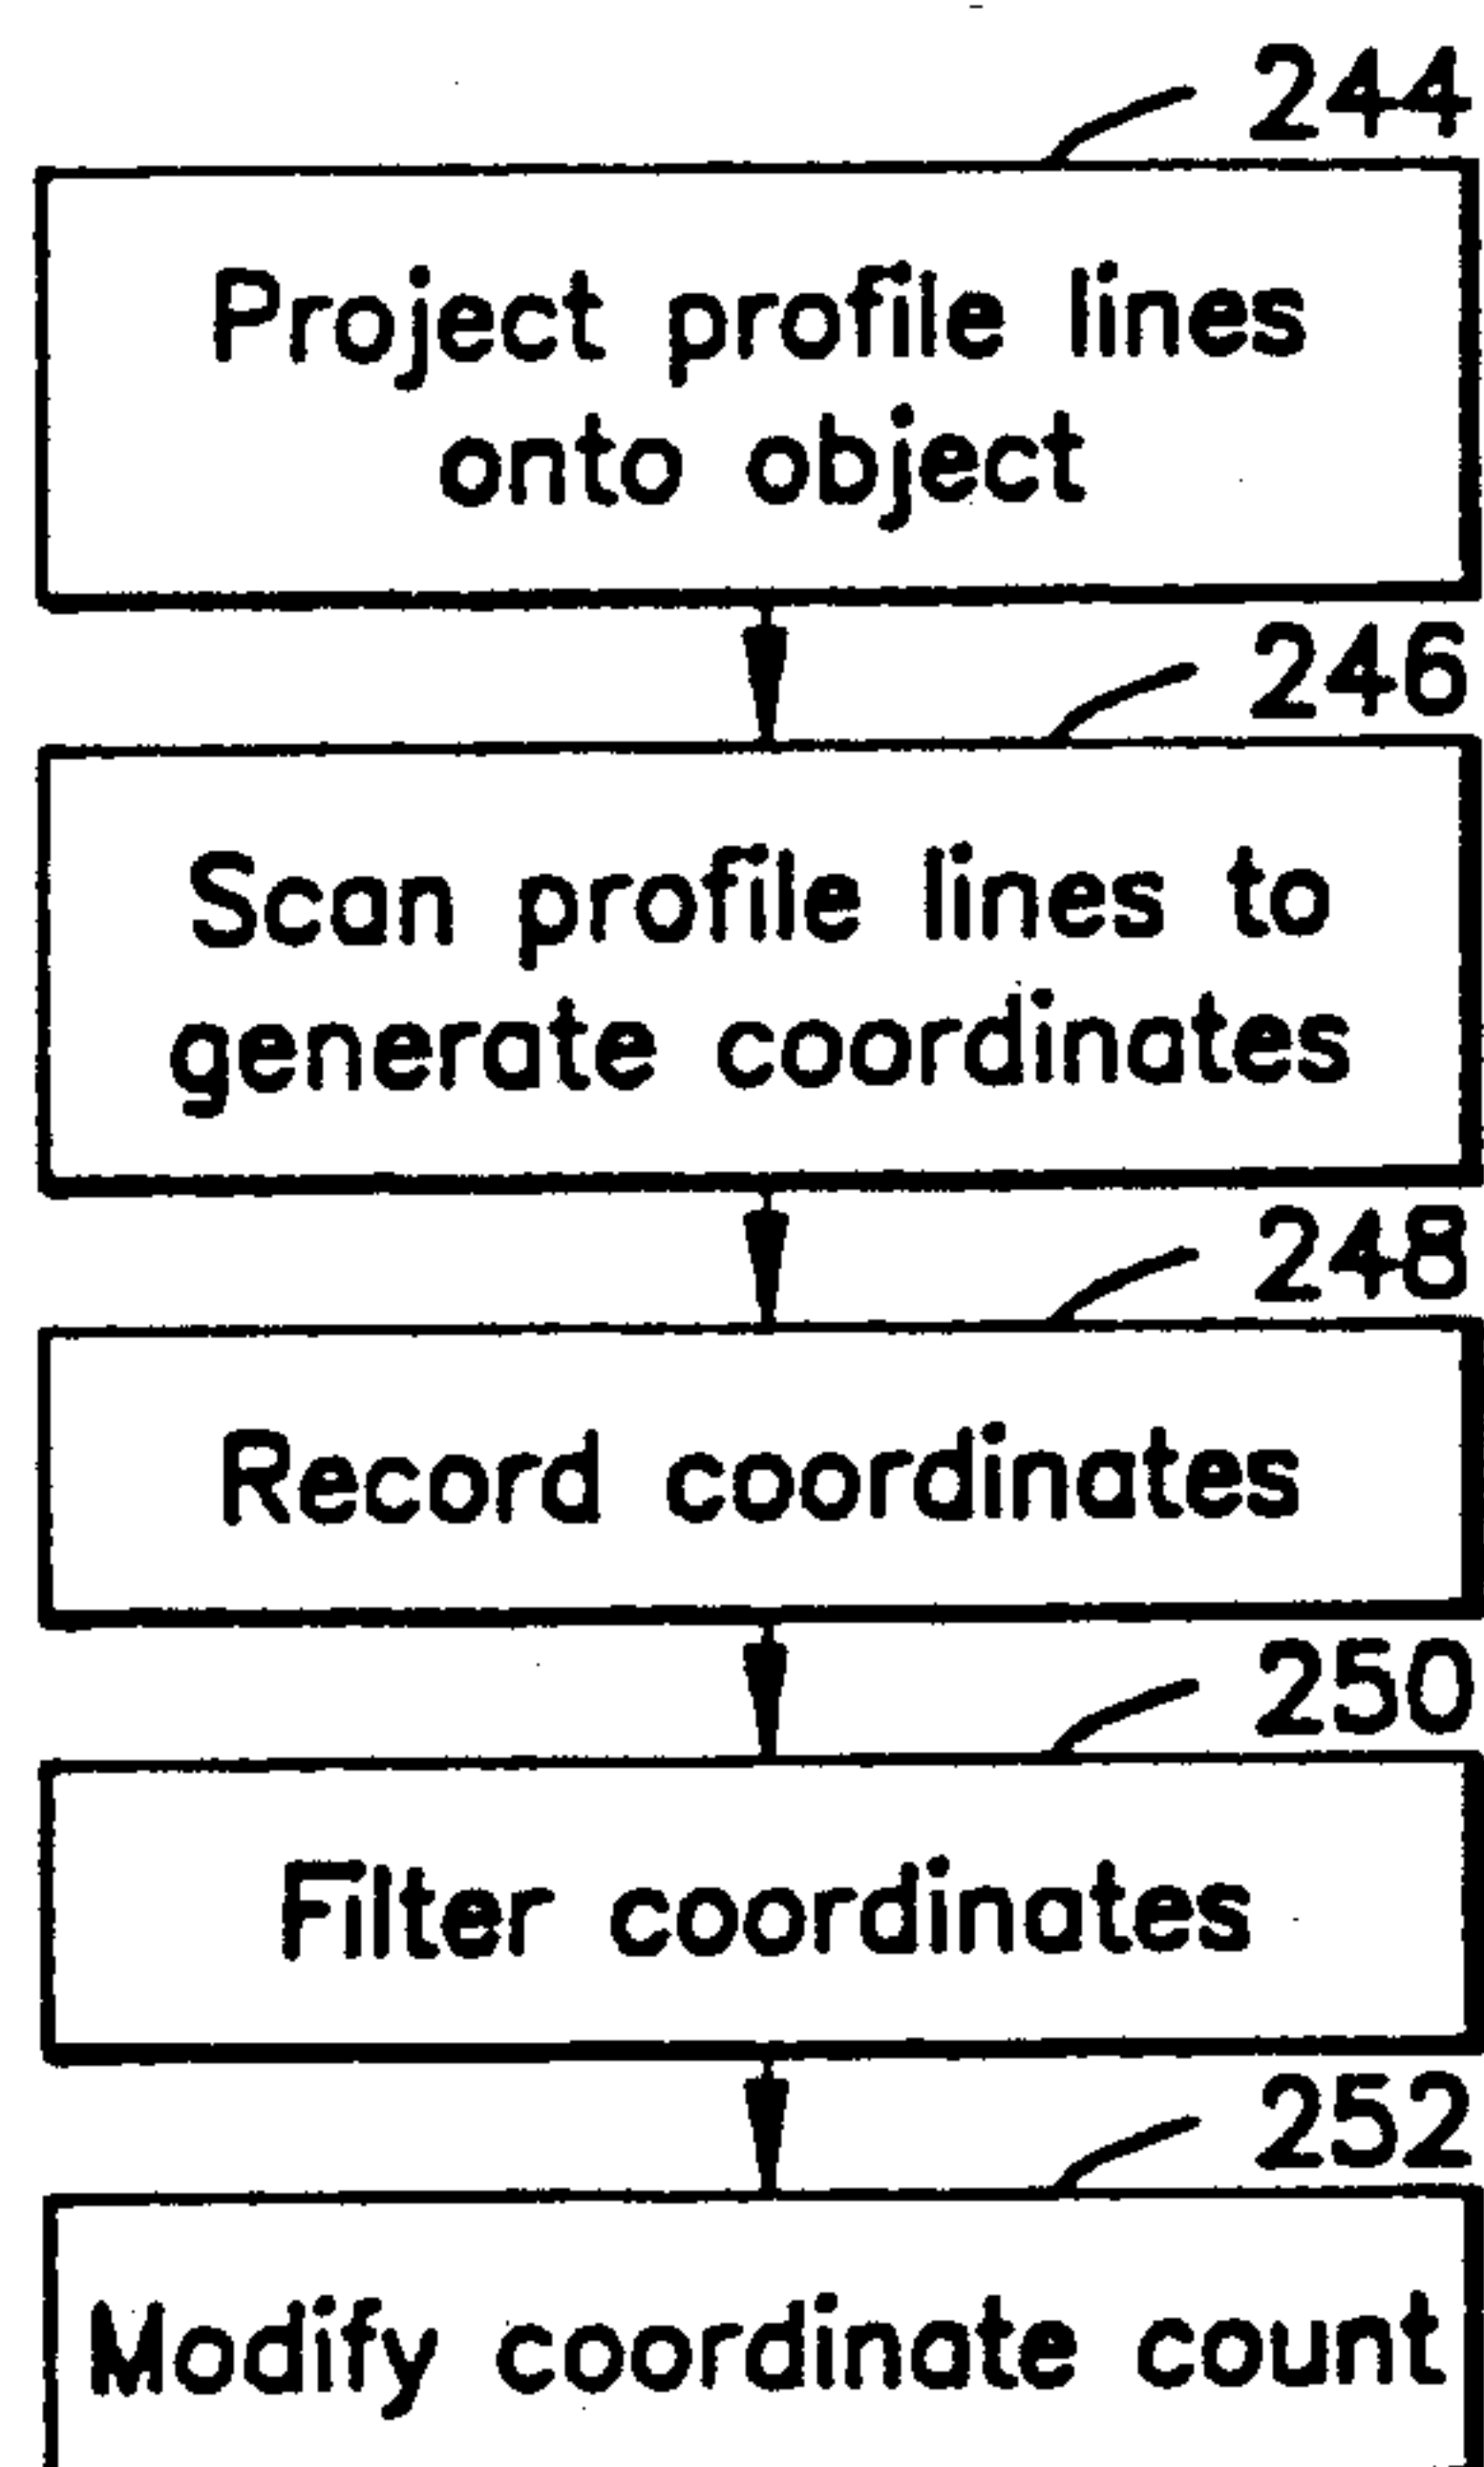 244
Project profile lines
onto object
246
Scan profile lines to
generate coordinates
248
Record coordinates
250
Filter coordinates
252
Modify coordinate count